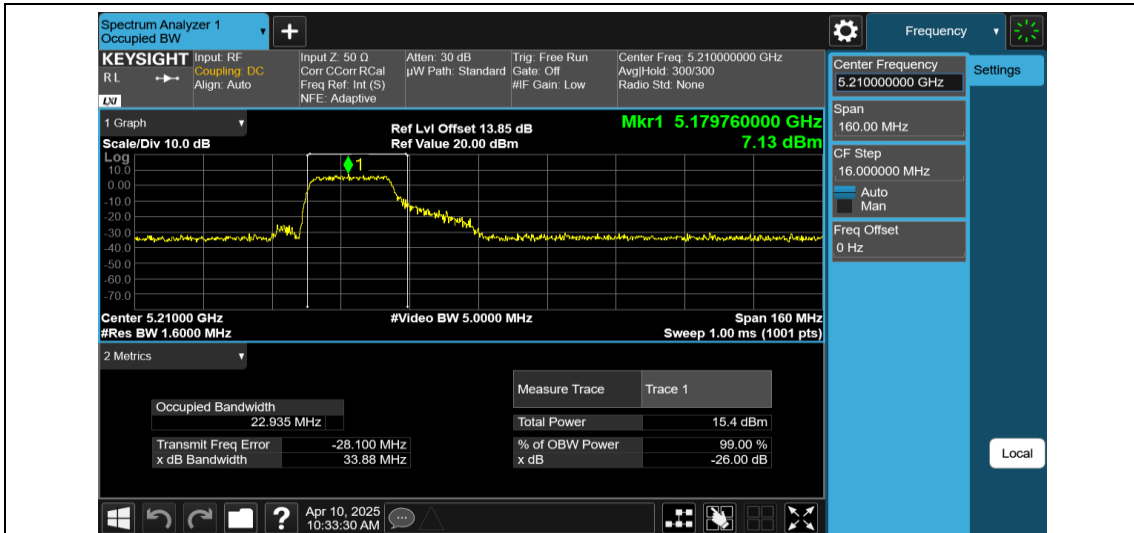 Spectrum Analyzer 1
Occupied BW
Frequency
KEYSIGHT
R L
LXI
Input: RF
Coupling: DC
Align: Auto
Input Z: 50 Ω
Corr CCorr RCal
Freq Ref: Int (S)
NFE: Adaptive
Atten: 30 dB
µW Path: Standard
Trig: Free Run
Gate: Off
#IF Gain: Low
Center Freq: 5.210000000 GHz
Avg|Hold: 300/300
Radio Std: None
1 Graph
Scale/Div 10.0 dB
Ref Lvl Offset 13.85 dB
Ref Value 20.00 dBm
Mkr1 5.179760000 GHz
7.13 dBm
Log
10.0
0.00
-10.0
-20.0
-30.0
-40.0
-50.0
-60.0
-70.0
1
Center 5.21000 GHz
#Res BW 1.6000 MHz
#Video BW 5.0000 MHz
Span 160 MHz
Sweep 1.00 ms (1001 pts)
2 Metrics
Measure Trace Trace 1
Occupied Bandwidth
22.935 MHz
Total Power 15.4 dBm
Transmit Freq Error -28.100 MHz
% of OBW Power 99.00 %
x dB Bandwidth 33.88 MHz
x dB -26.00 dB
Center Frequency
5.210000000 GHz
Span
160.00 MHz
CF Step
16.000000 MHz
Auto
Man
Freq Offset
0 Hz
Settings
Local
?
Apr 10, 2025
10:33:30 AM